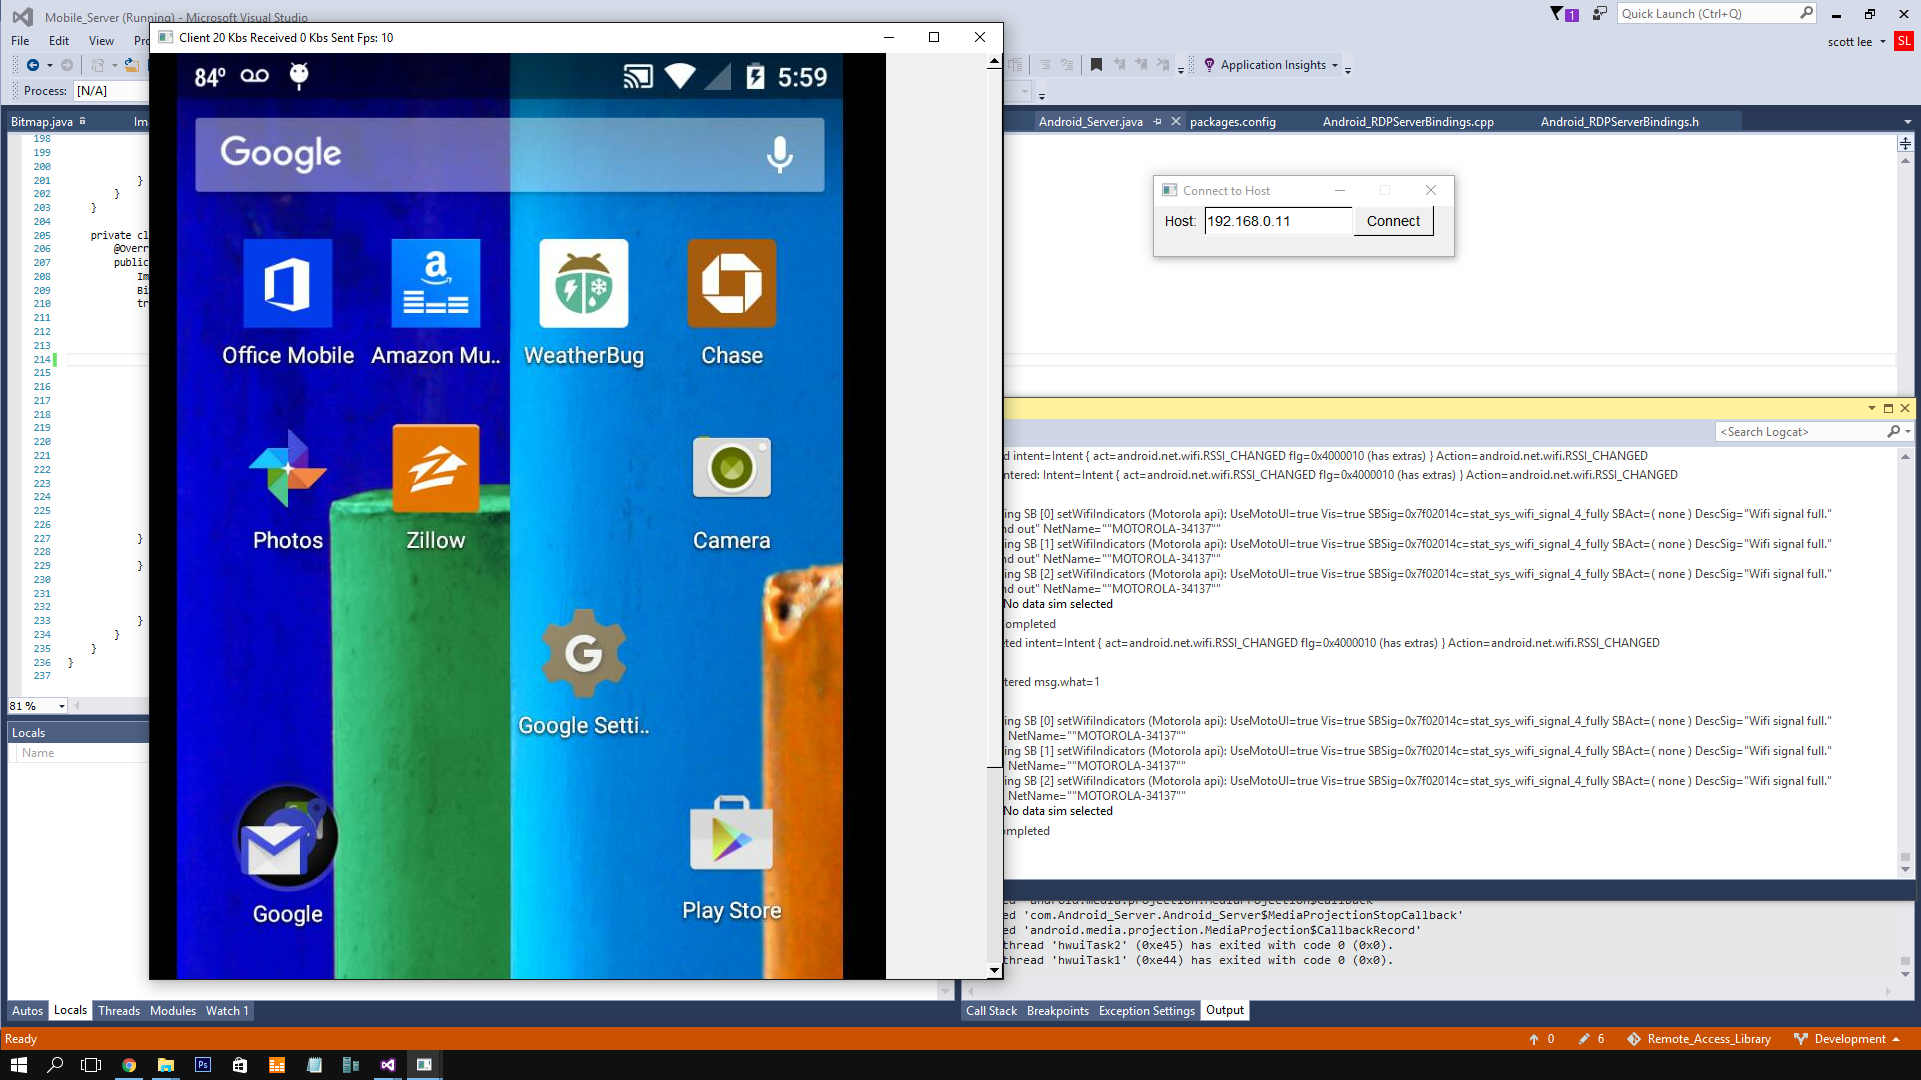 Mobile_Server (Running) - Microsoft Visual Studio
1
Quick Launch (Ctrl+Q)
File Edit View
scott lee
SL
Application Insights
Process: [N/A]
Bitmap.java
Android_Server.java
packages.config
Android_RDPServerBindings.cpp
Android_RDPServerBindings.h
Client 20 Kbs Received 0 Kbs Sent Fps: 10
84º
5:59
Google
Office Mobile
Amazon Mu..
WeatherBug
Chase
Photos
Zillow
Camera
Google Setti..
Google
Play Store
198
199
200
201 }
202 }
203 }
204
205 private cl
206 @Overr
207 public
208 Im
209 Bi
210 tr
211
212
213
214
215
216
217
218
219
220
221
222
223
224
225
226
227 }
228
229 }
230
231
232
233 }
234 }
235 }
236 }
237
81 %
Locals
Name
Connect to Host
Host: 192.168.0.11 Connect
<Search Logcat>
d intent=Intent { act=android.net.wifi.RSSI_CHANGED flg=0x4000010 (has extras) } Action=android.net.wifi.RSSI_CHANGED
ntered: Intent=Intent { act=android.net.wifi.RSSI_CHANGED flg=0x4000010 (has extras) } Action=android.net.wifi.RSSI_CHANGED
ing SB [0] setWifiIndicators (Motorola api): UseMotoUI=true Vis=true SBSig=0x7f02014c=stat_sys_wifi_signal_4_fully SBAct=( none ) DescSig="Wifi signal full."
nd out" NetName=""MOTOROLA-34137""
ing SB [1] setWifiIndicators (Motorola api): UseMotoUI=true Vis=true SBSig=0x7f02014c=stat_sys_wifi_signal_4_fully SBAct=( none ) DescSig="Wifi signal full."
nd out" NetName=""MOTOROLA-34137""
ing SB [2] setWifiIndicators (Motorola api): UseMotoUI=true Vis=true SBSig=0x7f02014c=stat_sys_wifi_signal_4_fully SBAct=( none ) DescSig="Wifi signal full."
nd out" NetName=""MOTOROLA-34137""
No data sim selected
ompleted
ted intent=Intent { act=android.net.wifi.RSSI_CHANGED flg=0x4000010 (has extras) } Action=android.net.wifi.RSSI_CHANGED
tered msg.what=1
ing SB [0] setWifiIndicators (Motorola api): UseMotoUI=true Vis=true SBSig=0x7f02014c=stat_sys_wifi_signal_4_fully SBAct=( none ) DescSig="Wifi signal full."
NetName=""MOTOROLA-34137""
ing SB [1] setWifiIndicators (Motorola api): UseMotoUI=true Vis=true SBSig=0x7f02014c=stat_sys_wifi_signal_4_fully SBAct=( none ) DescSig="Wifi signal full."
NetName=""MOTOROLA-34137""
ing SB [2] setWifiIndicators (Motorola api): UseMotoUI=true Vis=true SBSig=0x7f02014c=stat_sys_wifi_signal_4_fully SBAct=( none ) DescSig="Wifi signal full."
NetName=""MOTOROLA-34137""
No data sim selected
ompleted
ed 'android.media.projection.MediaProjection$Callback'
ed 'com.Android_Server.Android_Server$MediaProjectionStopCallback'
ed 'android.media.projection.MediaProjection$CallbackRecord'
thread 'hwuiTask2' (0xe45) has exited with code 0 (0x0).
thread 'hwuiTask1' (0xe44) has exited with code 0 (0x0).
Autos Locals Threads Modules Watch 1
Call Stack Breakpoints Exception Settings Output
Ready
0 6 Remote_Access_Library Development